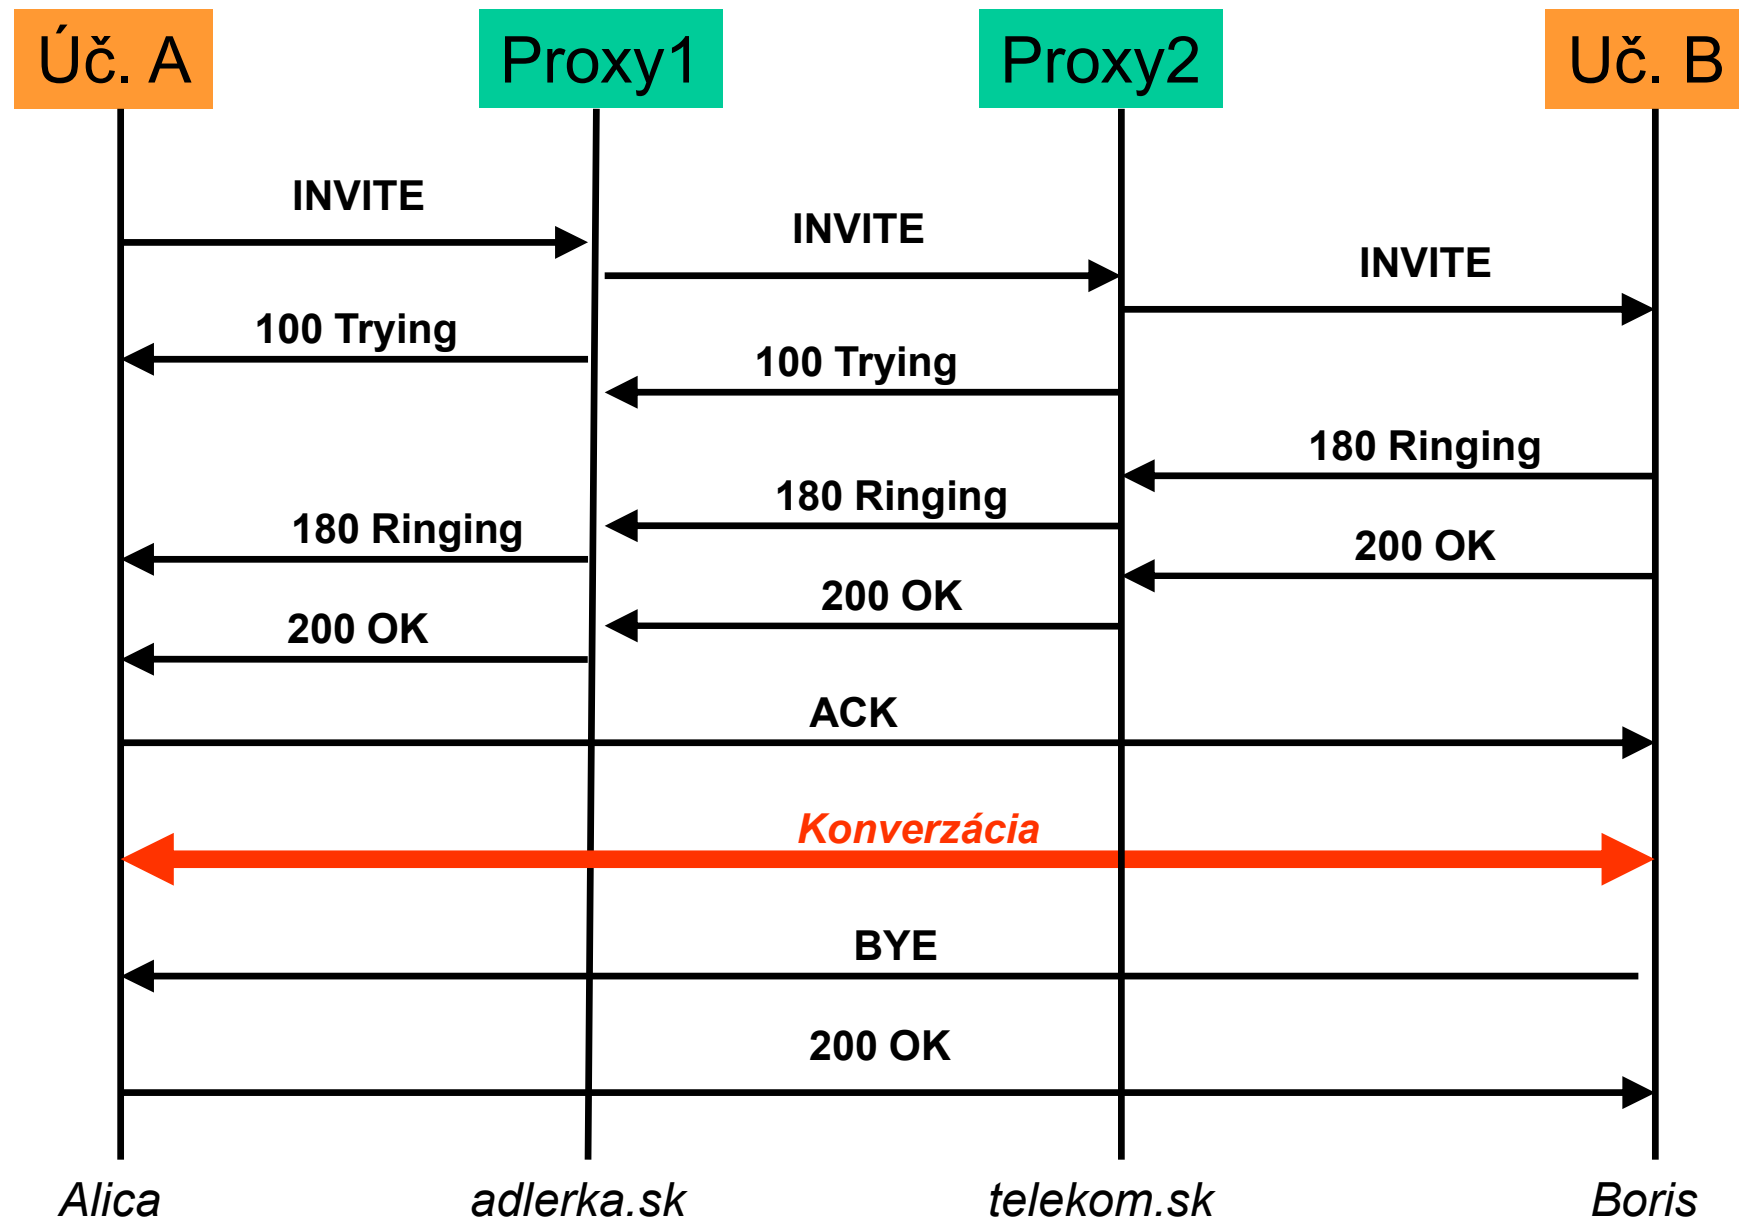 Úč. A
Proxy1
Proxy2
Uč. B
INVITE
INVITE
INVITE
100 Trying
100 Trying
180 Ringing
180 Ringing
180 Ringing
200 OK
200 OK
200 OK
ACK
Konverzácia
BYE
200 OK
Alica
adlerka.sk
telekom.sk
Boris